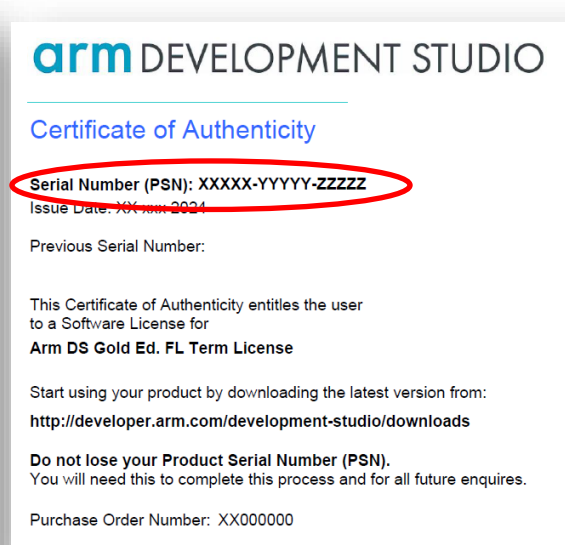 arm DEVELOPMENT STUDIO
Certificate of Authenticity
Serial Number (PSN): XXXXX-YYYYY-ZZZZZ
Issue Date: XX-xxx-2024
Previous Serial Number:
This Certificate of Authenticity entitles the user
to a Software License for
Arm DS Gold Ed. FL Term License
Start using your product by downloading the latest version from:
http://developer.arm.com/development-studio/downloads
Do not lose your Product Serial Number (PSN).
You will need this to complete this process and for all future enquires.
Purchase Order Number: XX000000